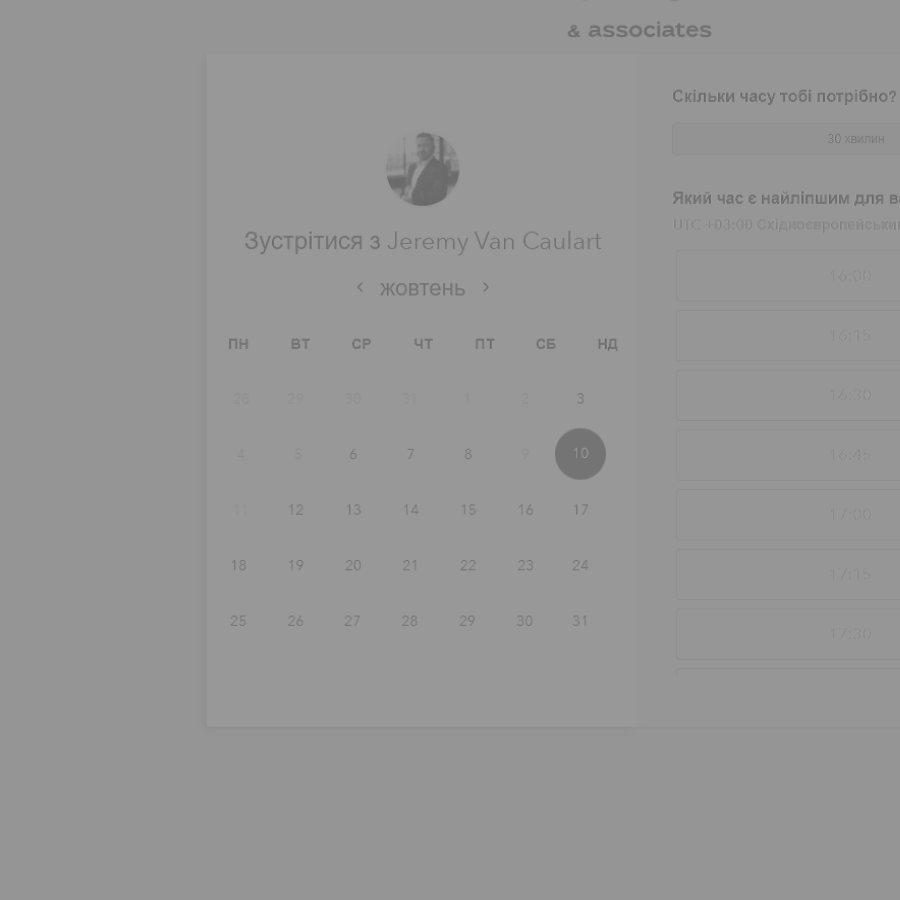 & associates
Скільки часу тобі потрібно?
30 хвилин
Зустрітися з Jeremy Van Caulart
< жовтень >
ПН ВТ СР ЧТ ПТ СБ НД
28 29 30 31 1 2 3
4 5 6 7 8 9 10
11 12 13 14 15 16 17
18 19 20 21 22 23 24
25 26 27 28 29 30 31
Який час є найліпшим для
UTC +03:00
16:00
16:15
16:30
16:45
17:00
17:15
17:30